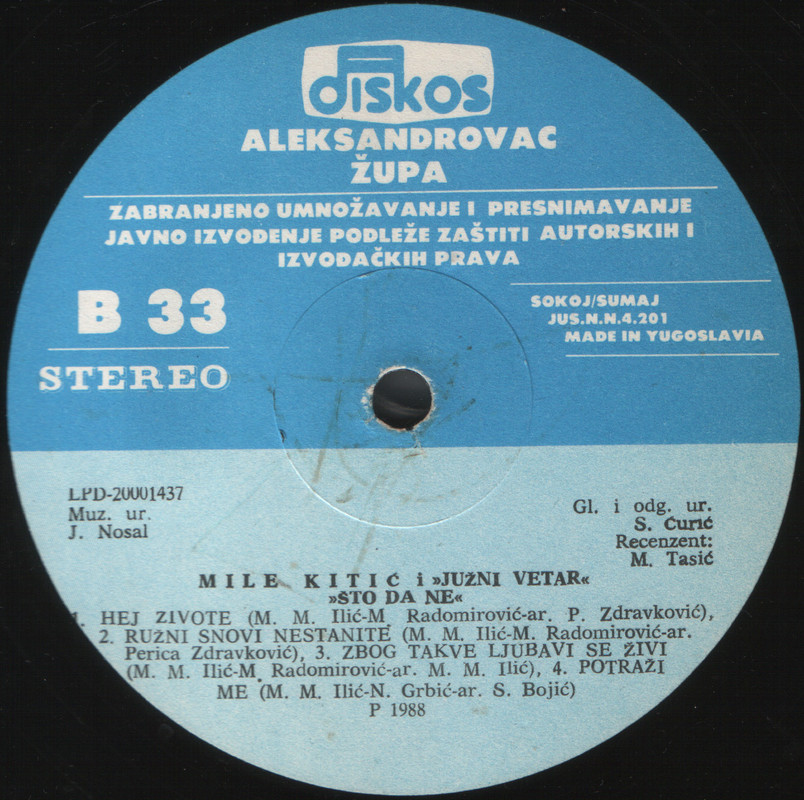 diskos
ALEKSANDROVAC
ŽUPA
ZABRANJENO UMNOŽAVANJE I PRESNIMAVANJE
JAVNO IZVOĐENJE PODLEŽE ZAŠTITI AUTORSKIH I
IZVOĐAČKIH PRAVA
B 33
STEREO
SOKOJ/SUMAJ
JUS.N.N.4.201
MADE IN YUGOSLAVIA
LPD-20001437
Muz. ur.
J. Nosal
Gl. i odg. ur.
S. Ćurić
Recenzent:
M. Tasić
MILE KITIĆ i »JUŽNI VETAR«
»ŠTO DA NE«
1. HEJ ŽIVOTE (M. M. Ilić-M Radomirović-ar. P. Zdravković),
2. RUŽNI SNOVI NESTANITE (M. M. Ilić-M. Radomirović-ar.
Perica Zdravković), 3. ZBOG TAKVE LJUBAVI SE ŽIVI
(M. M. Ilić-M. Radomirović-ar. M. M. Ilić), 4. POTRAŽI
ME (M. M. Ilić-N. Grbić-ar. S. Bojić)
P 1988